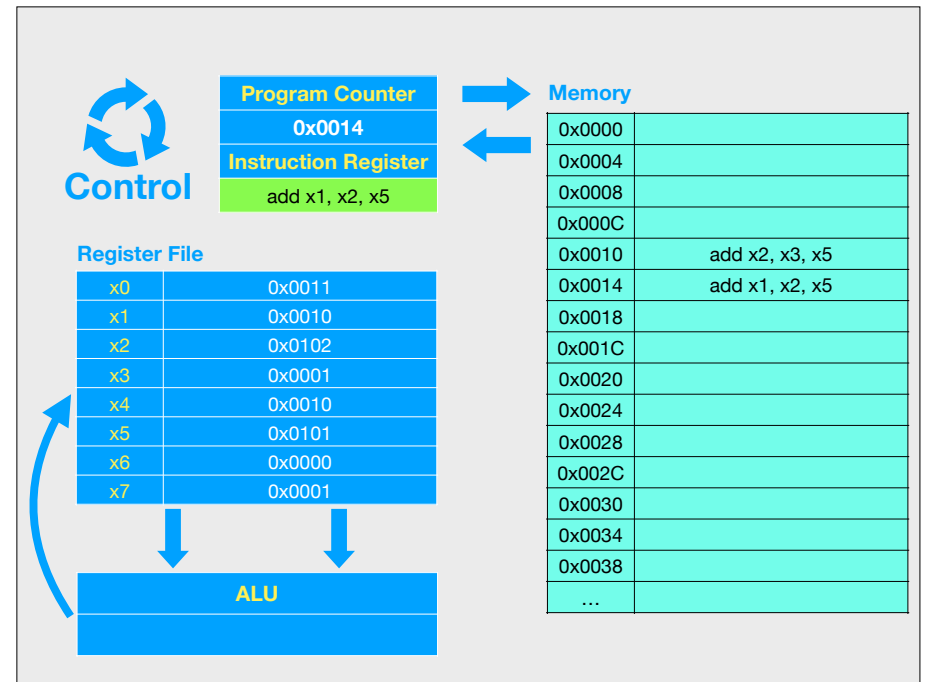 Program Counter
0x0014
Instruction Register
add x1, x2, x5
Control
Register File
x0 0x0011
x1 0x0010
x2 0x0102
x3 0x0001
x4 0x0010
x5 0x0101
x6 0x0000
x7 0x0001
ALU
Memory
0x0000
0x0004
0x0008
0x000C
0x0010 add x2, x3, x5
0x0014 add x1, x2, x5
0x0018
0x001C
0x0020
0x0024
0x0028
0x002C
0x0030
0x0034
0x0038
…